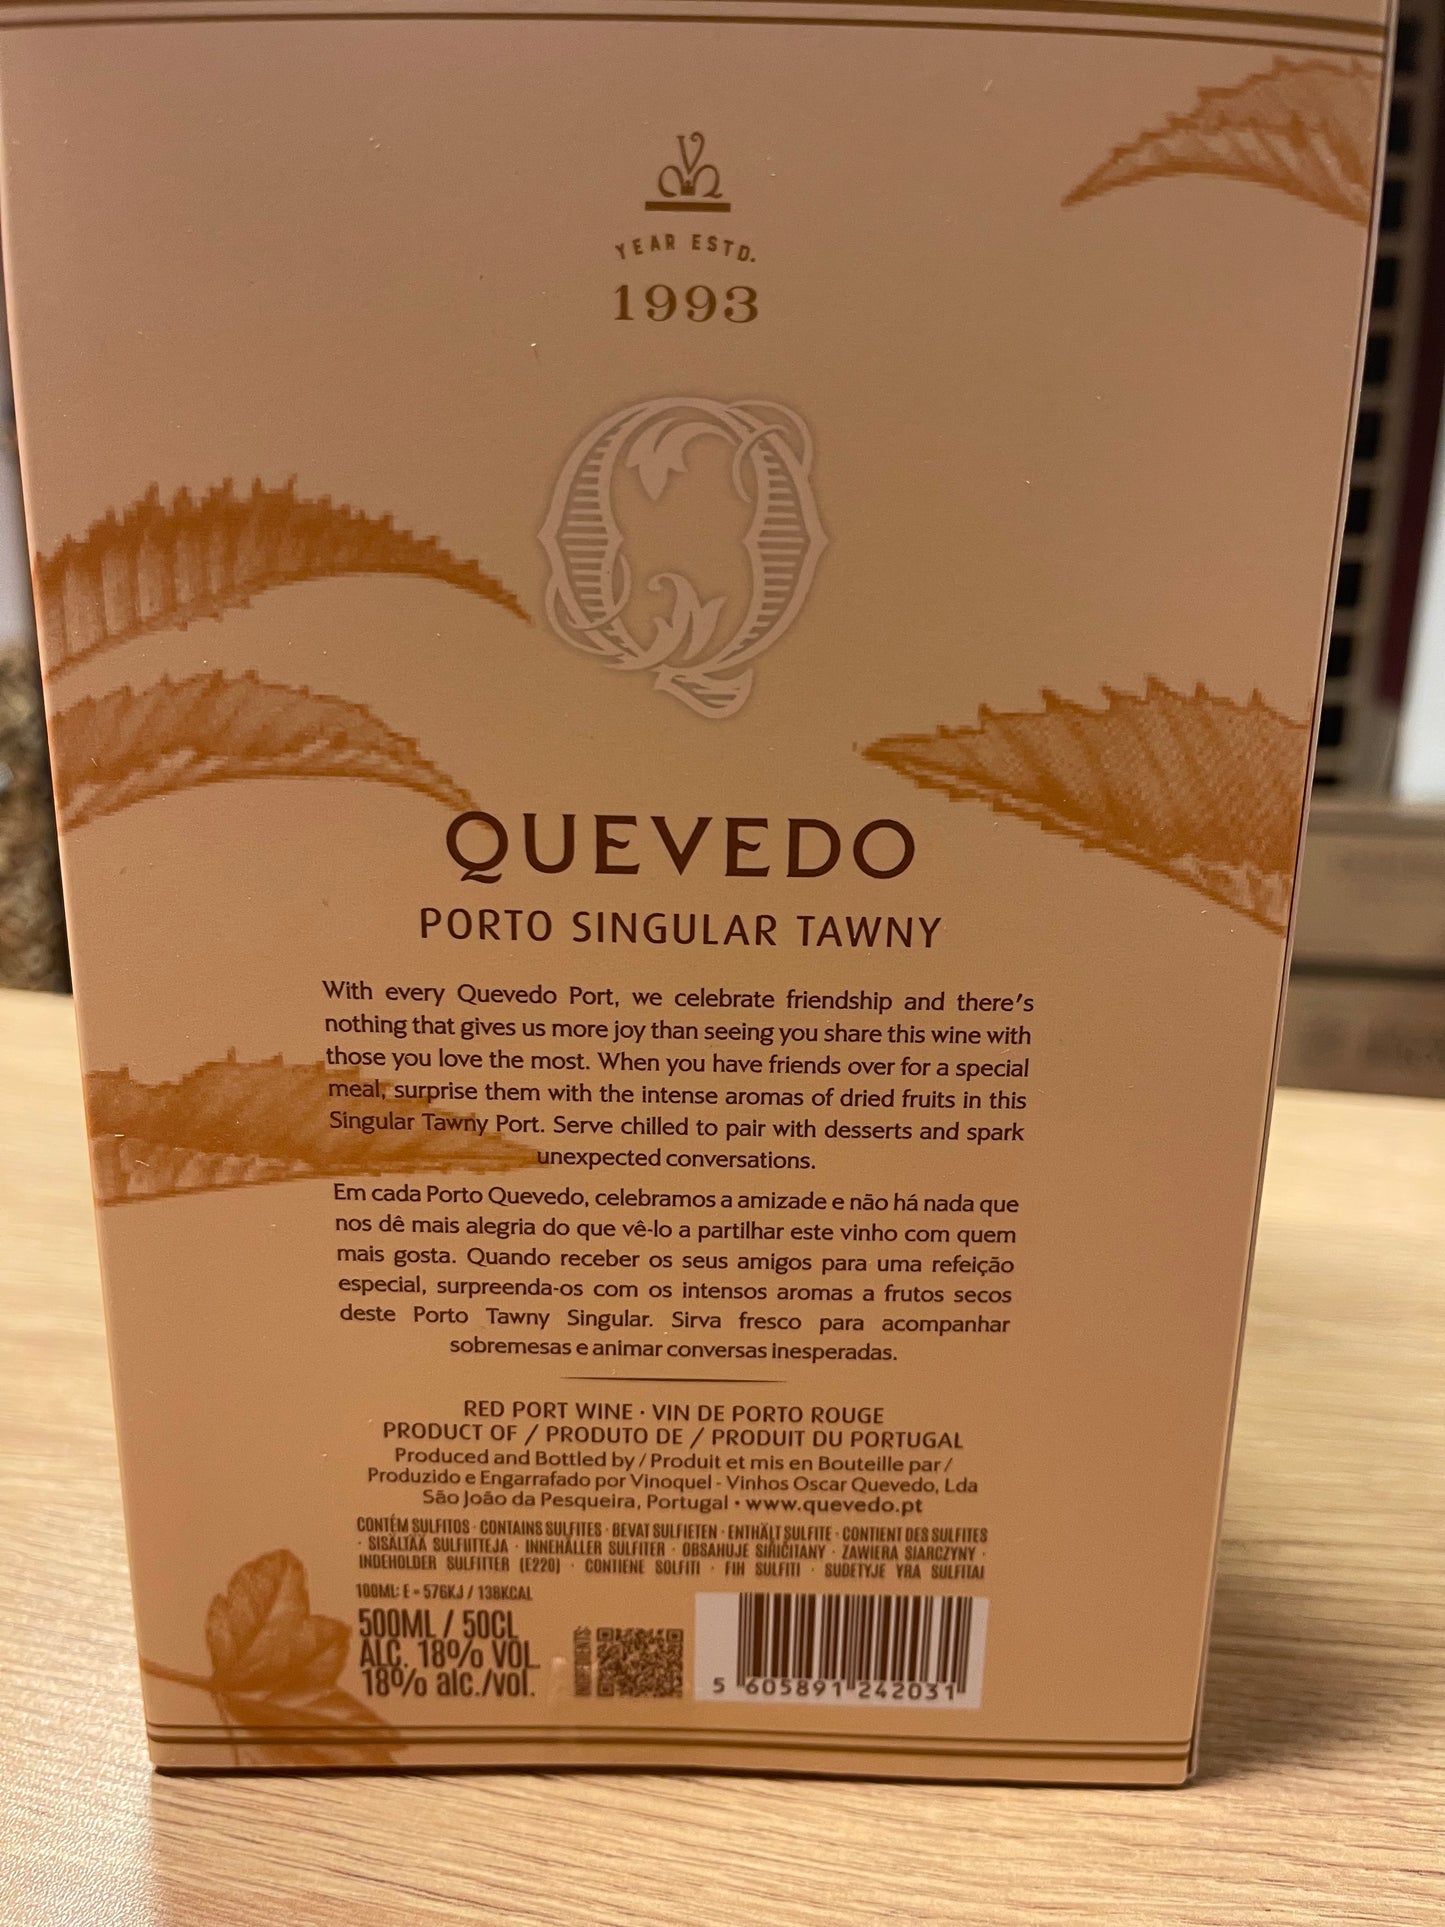 YEAR ESTD.
1993
Q
QUEVEDO
PORTO SINGULAR TAWNY
With every Quevedo Port, we celebrate friendship and there's
nothing that gives us more joy than seeing you share this wine with
those you love the most. When you have friends over for a special
meal, surprise them with the intense aromas of dried fruits in this
Singular Tawny Port. Serve chilled to pair with desserts and spark
unexpected conversations.
Em cada Porto Quevedo, celebramos a amizade e não há nada que
nos dê mais alegria do que vê-lo a partilhar este vinho com quem
mais gosta. Quando receber os seus amigos para uma refeição
especial, surpreenda-os com os intensos aromas a frutos secos
deste Porto Tawny Singular. Sirva fresco para acompanhar
sobremesas e animar conversas inesperadas.
RED PORT WINE · VIN DE PORTO ROUGE
PRODUCT OF / PRODUTO DE / PRODUIT DU PORTUGAL
Produced and Bottled by / Produit et mis en Bouteille par /
Produzido e Engarrafado por Vinoquel - Vinhos Oscar Quevedo, Lda
São João da Pesqueira, Portugal • www.quevedo.pt
CONTÉM SULFITOS · CONTAINS SULFITES · BEVAT SULFIETEN · ENTHÄLT SULFITE · CONTIENT DES SULFITES
· SISÄLTÄÄ SULFIITTEJA · INNEHÅLLER SULFITER · OBSAHUJE SIŘIČITANY · ZAWIERA SIARCZYNY ·
INDEHOLDER SULFITTER (E220) · CONTIENE SOLFITI · FIH SULFITI · SUDETYJE YRA SULFITAI
100ML: E = 576KJ / 138KCAL
500ML / 50CL
ALC. 18% VOL
18% alc./vol.
INGREDIENTS:
5 605891 242031